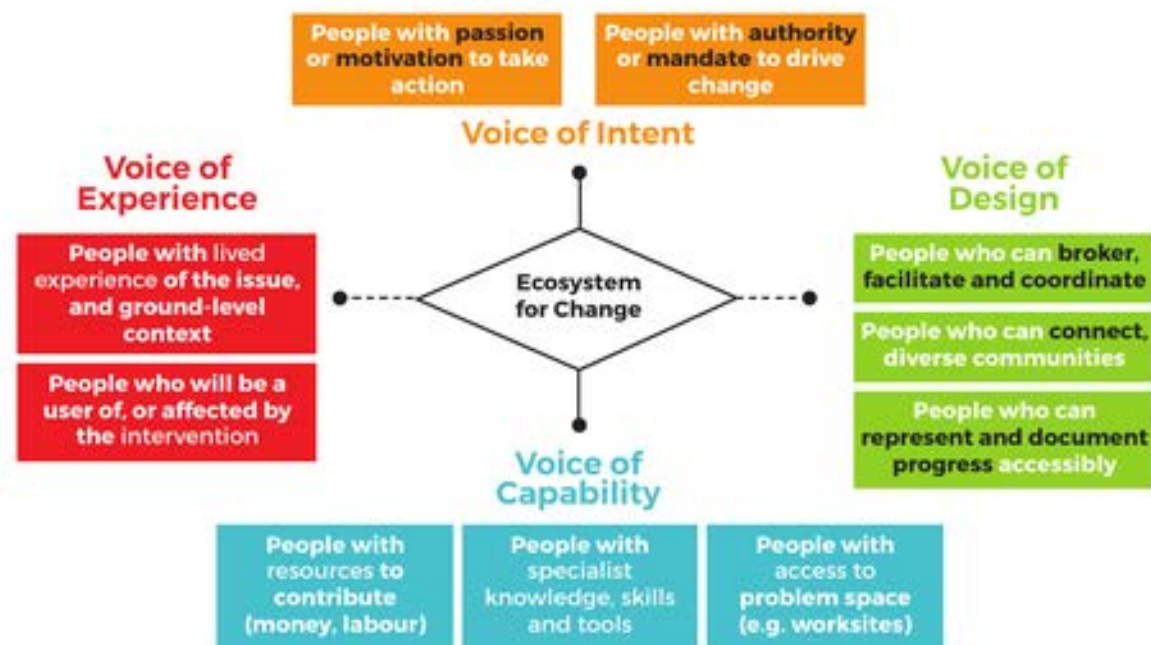 People with passion
or motivation to take
action
People with authority
or mandate to drive
change
Voice of Intent
Voice of
Experience
People with lived
experience of the issue,
and ground-level
context
People who will be a
user of, or affected by
the intervention
Ecosystem
for Change
Voice of
Design
People who can broker,
facilitate and coordinate
People who can connect,
diverse communities
People who can
represent and document
progress accessibly
Voice of
Capability
People with
resources to
contribute
(money, labour)
People with
specialist
knowledge, skills
and tools
People with
access to
problem space
(e.g. worksites)